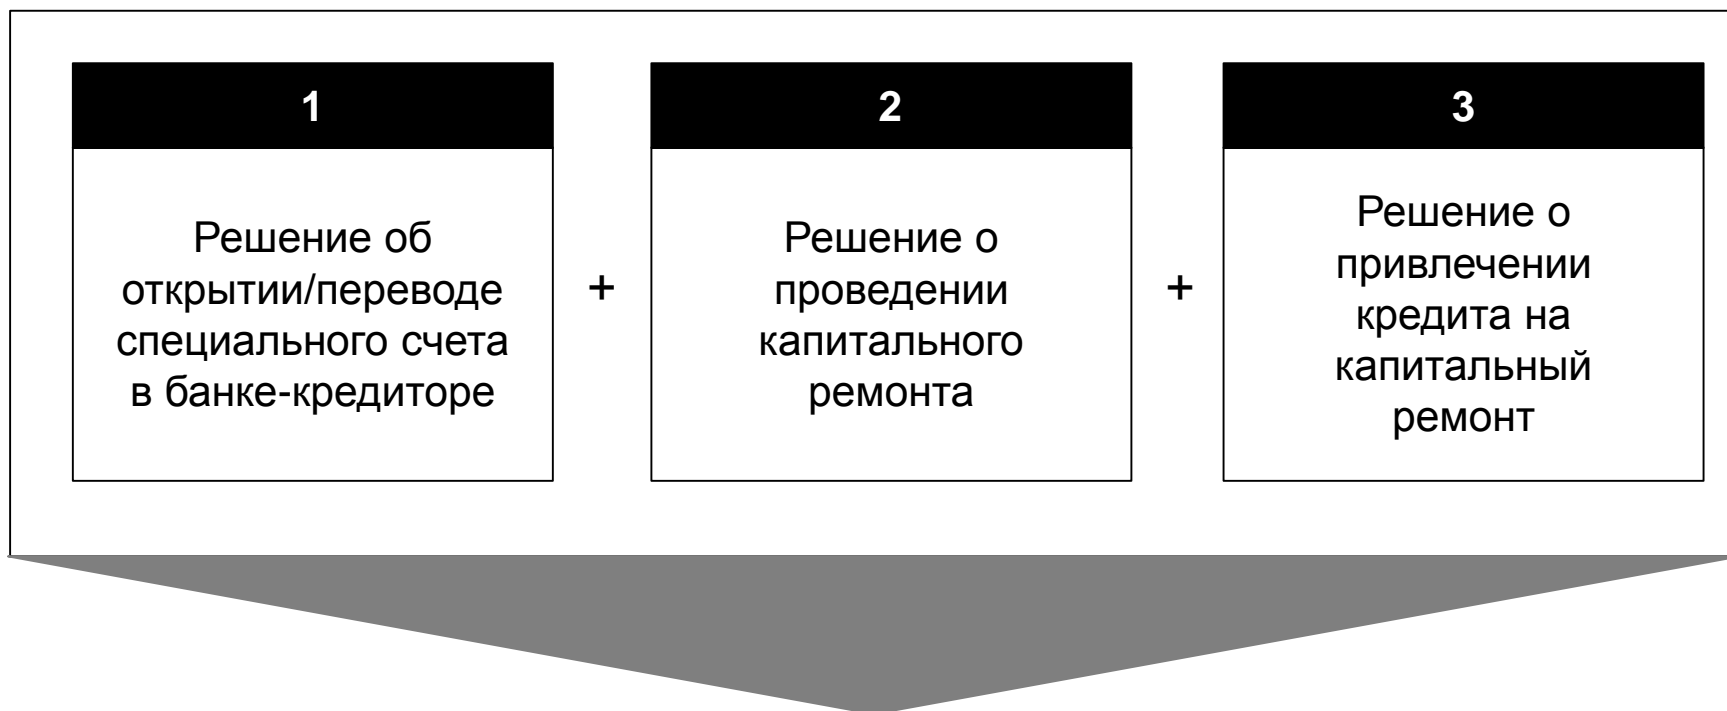 1
Решение об
открытии/переводе
специального счета
в банке-кредиторе
+
2
Решение о
проведении
капитального
ремонта
+
3
Решение о
привлечении
кредита на
капитальный
ремонт